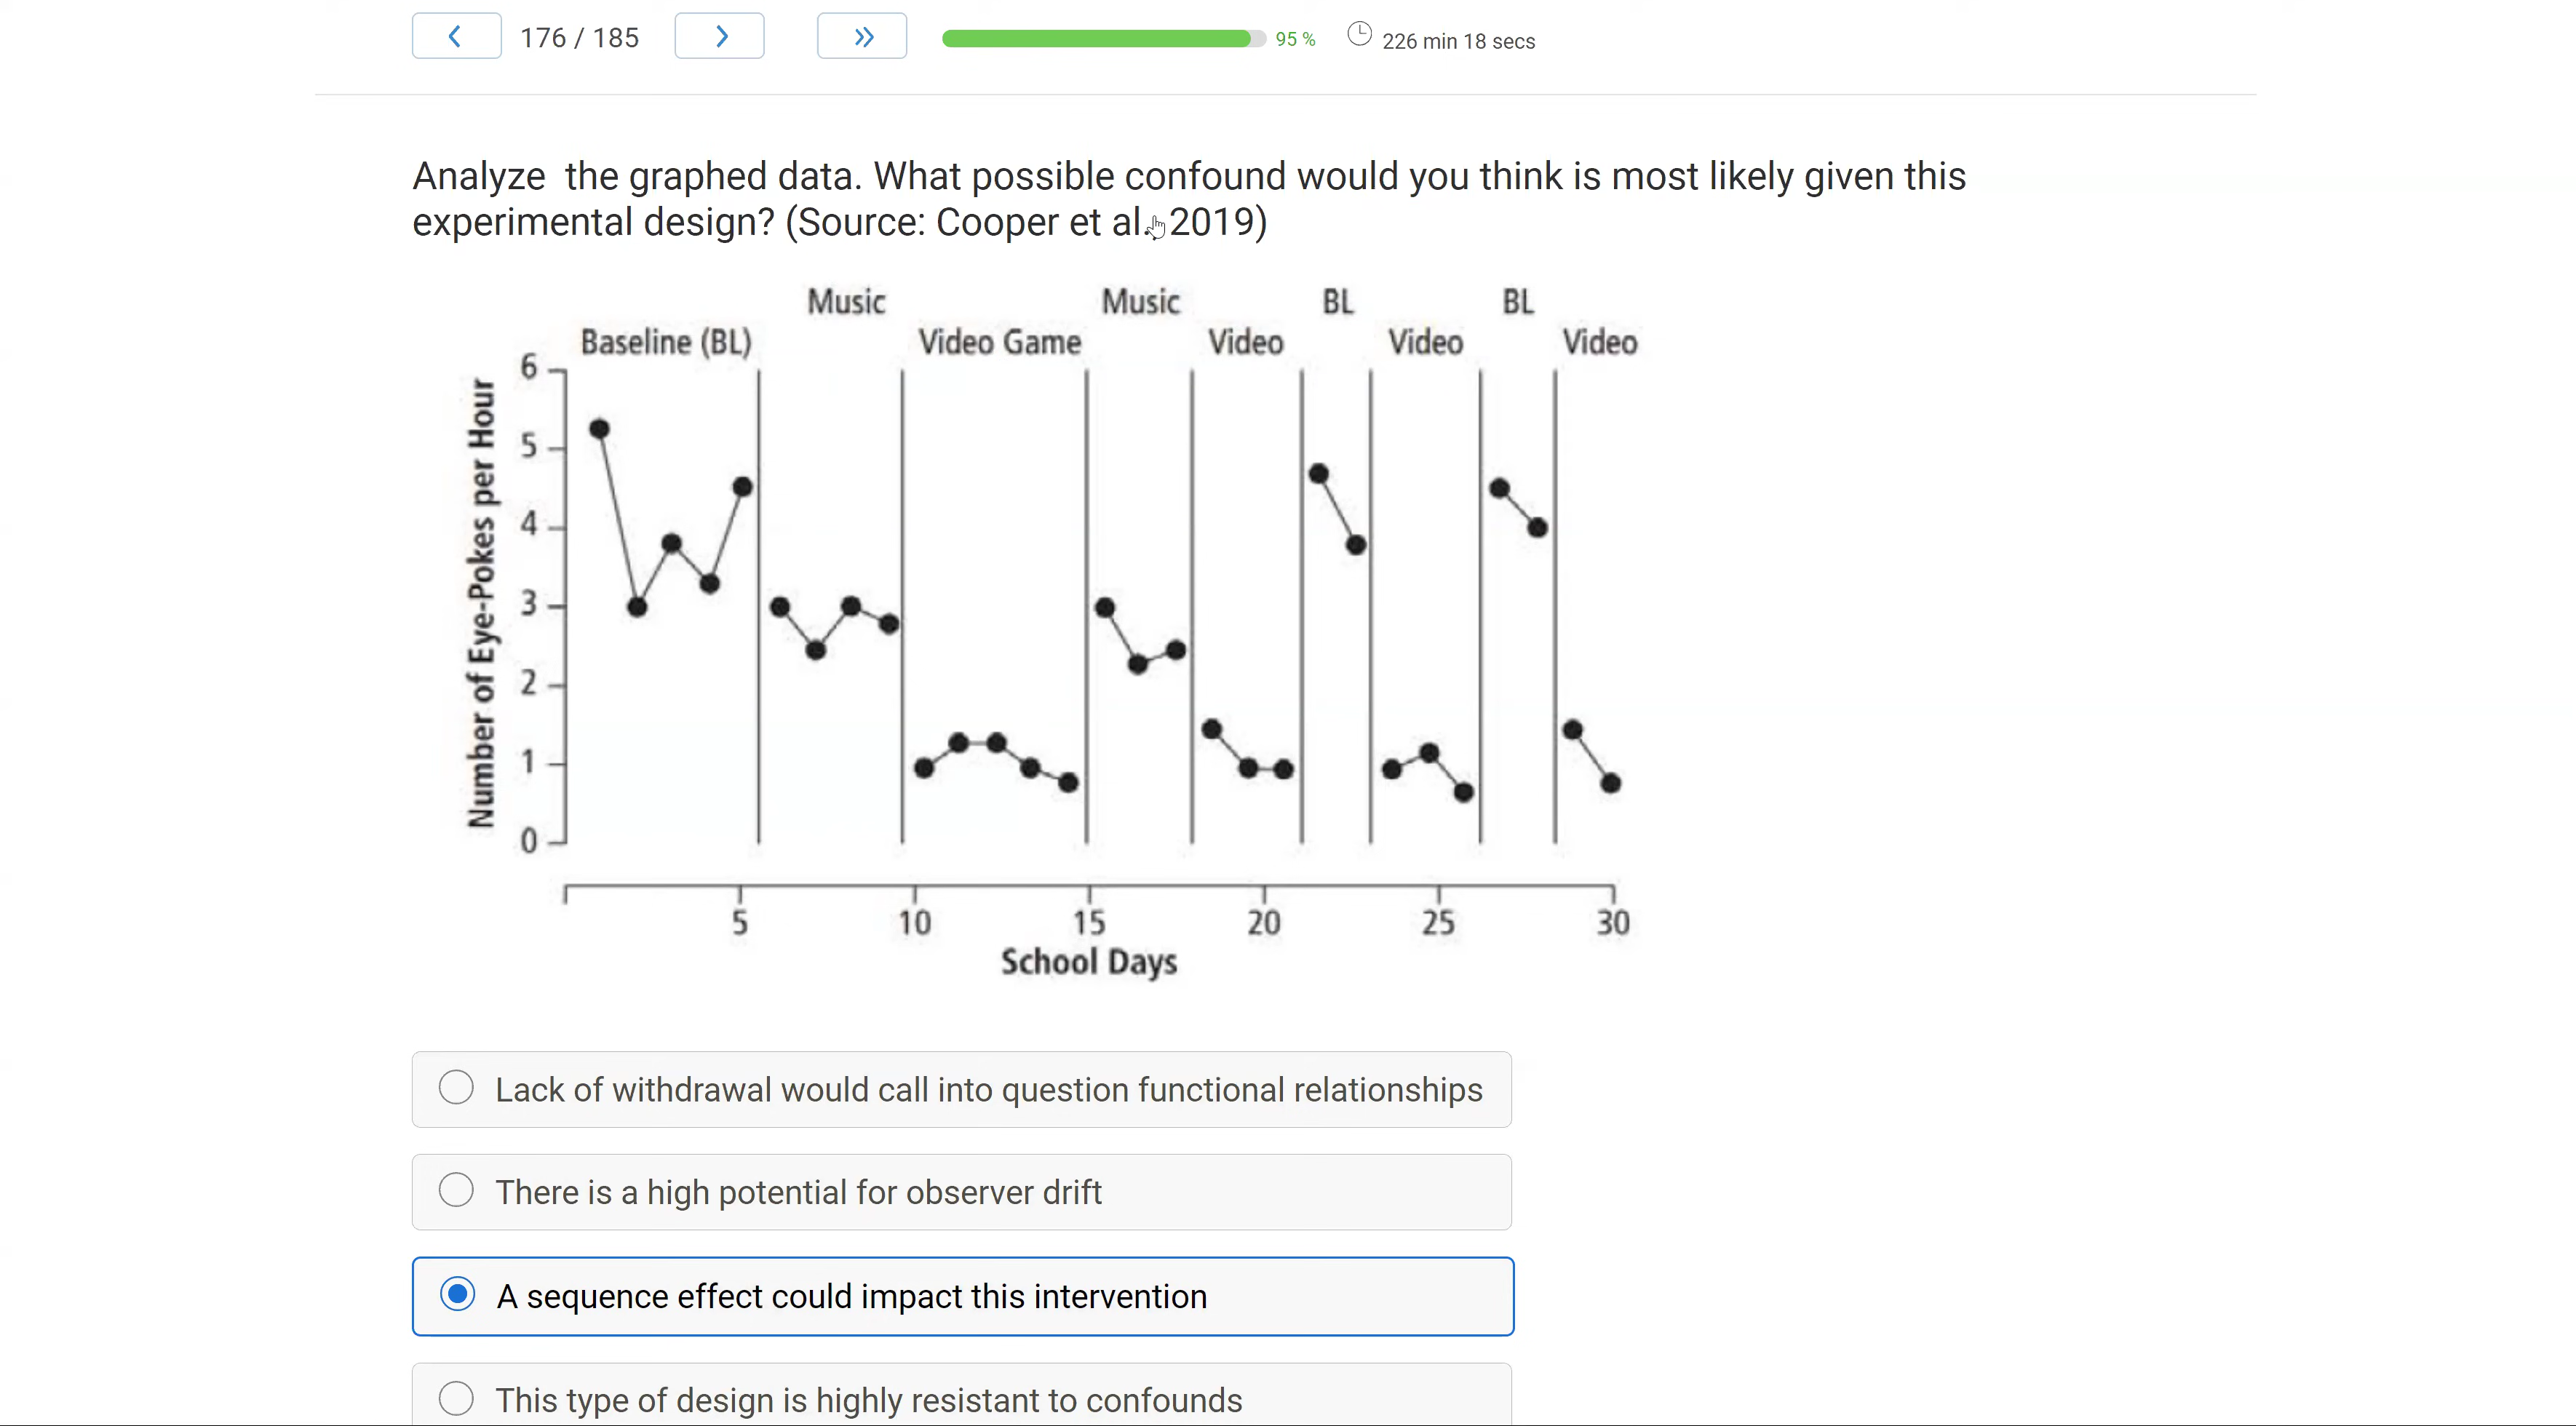 176 / 185
95 %
226 min 18 secs
Analyze the graphed data. What possible confound would you think is most likely given this
experimental design? (Source: Cooper et al. 2019)
Music Music BL BL
Baseline (BL) Video Game Video Video Video
6
5
4
3
2
1
0
Number of Eye-Pokes per Hour
5 10 15 20 25 30
School Days
Lack of withdrawal would call into question functional relationships
There is a high potential for observer drift
A sequence effect could impact this intervention
This type of design is highly resistant to confounds